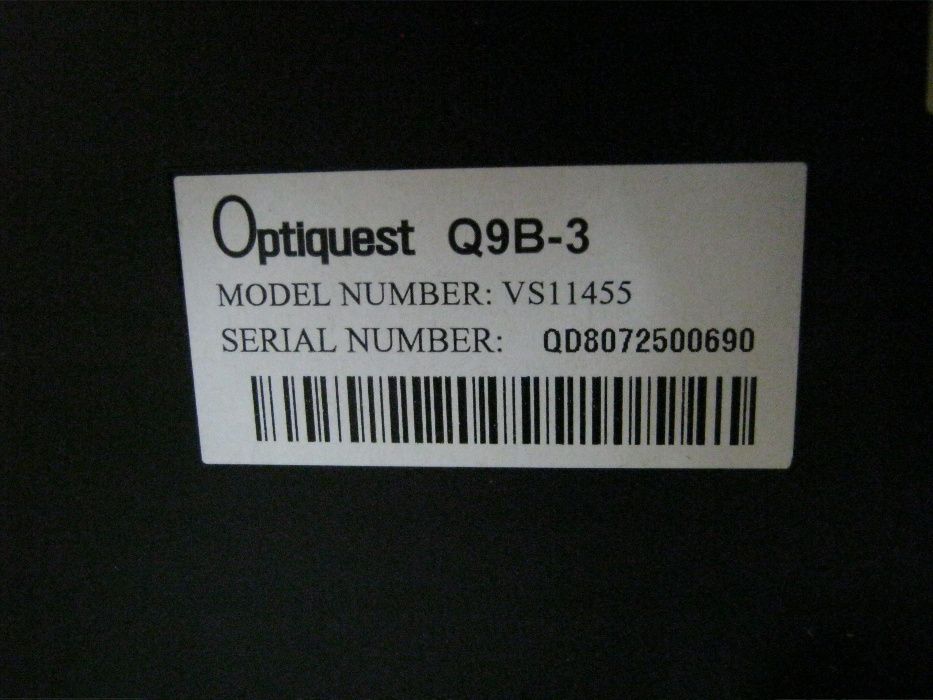 Optiquest Q9B-3
MODEL NUMBER: VS11455
SERIAL NUMBER: QD8072500690